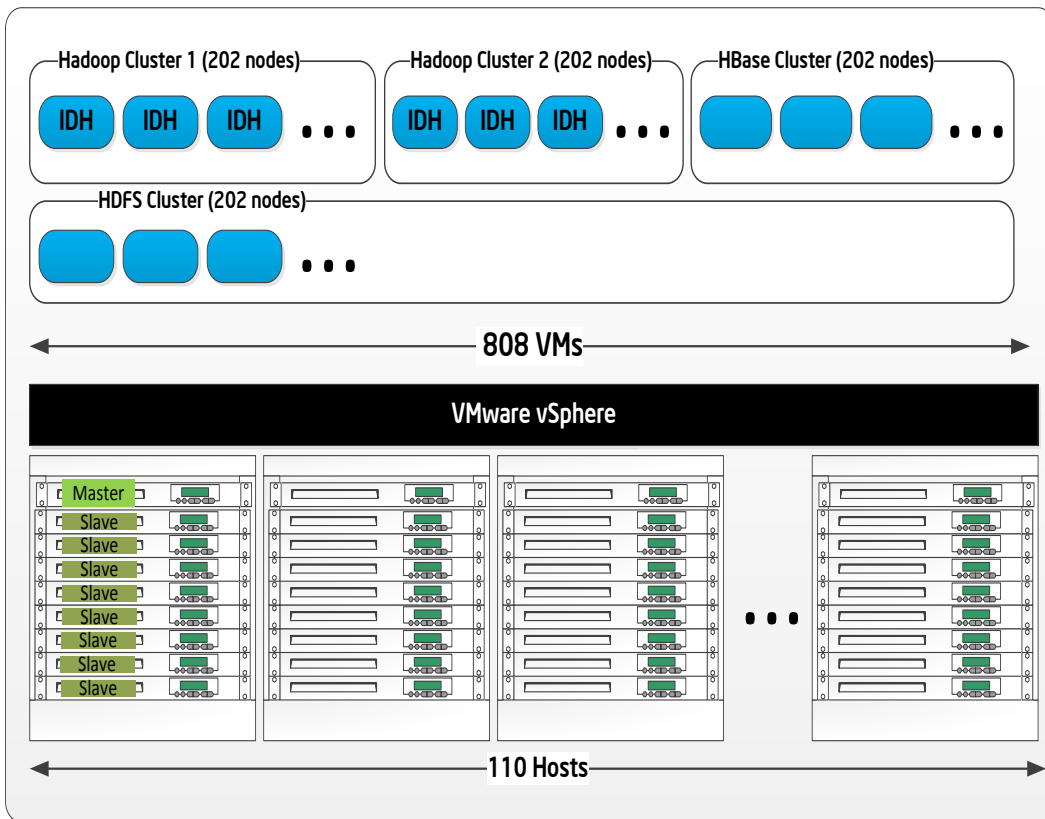 Hadoop Cluster 1 (202 nodes)
Hadoop Cluster 2 (202 nodes)
HBase Cluster (202 nodes)
IDH IDH IDH
IDH IDH IDH
HDFS Cluster (202 nodes)
808 VMs
VMware vSphere
Master
Slave
Slave
Slave
Slave
Slave
Slave
Slave
Slave
110 Hosts